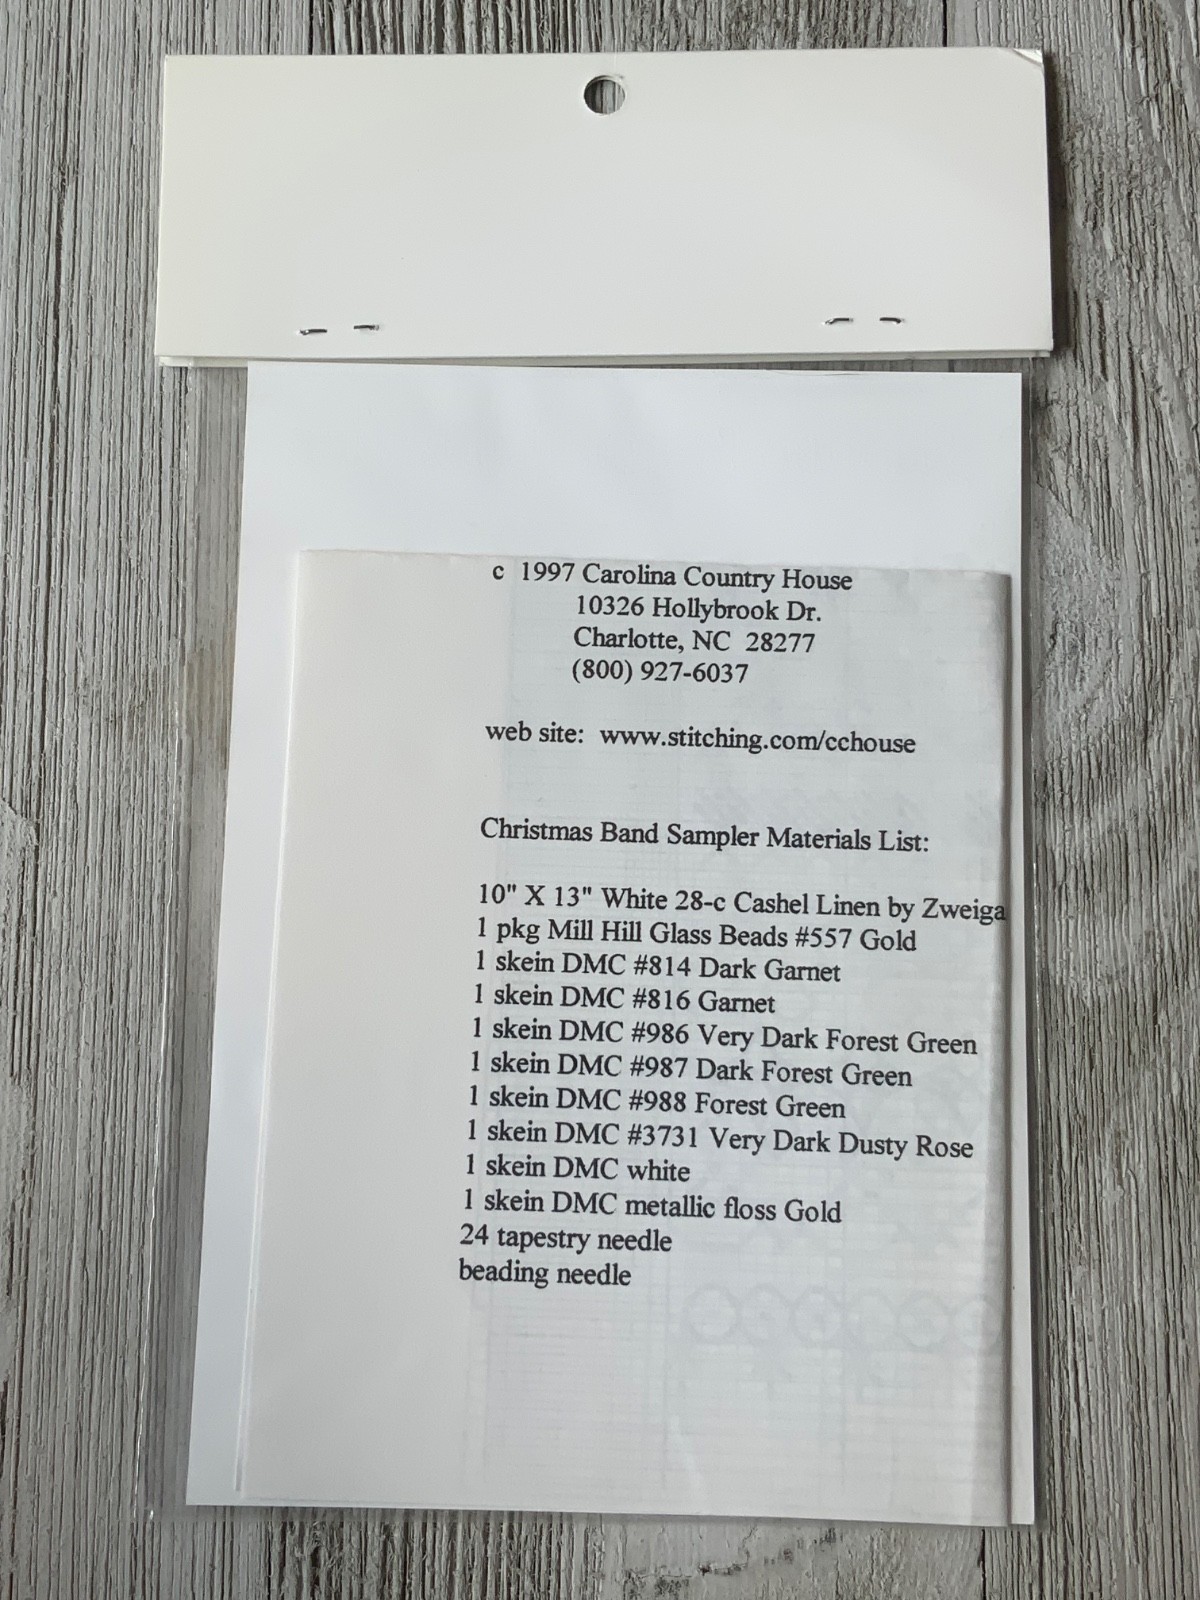 c 1997 Carolina Country House
10326 Hollybrook Dr.
Charlotte, NC 28277
(800) 927-6037
web site: www.stitching.com/cchouse
Christmas Band Sampler Materials List:
10" X 13" White 28-c Cashel Linen by Zweiga
1 pkg Mill Hill Glass Beads #557 Gold
1 skein DMC #814 Dark Garnet
1 skein DMC #816 Garnet
1 skein DMC #986 Very Dark Forest Green
1 skein DMC #987 Dark Forest Green
1 skein DMC #988 Forest Green
1 skein DMC #3731 Very Dark Dusty Rose
1 skein DMC white
1 skein DMC metallic floss Gold
24 tapestry needle
beading needle